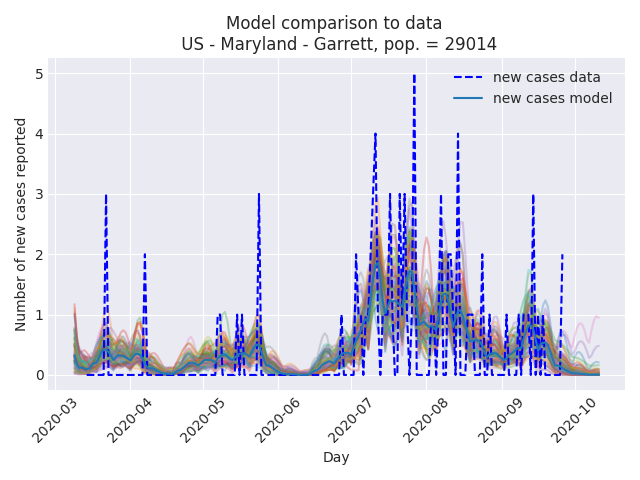 Model comparison to data
US - Maryland - Garrett, pop. = 29014
new cases data
new cases model
Number of new cases reported
5
4
3
2
1
0
2020-03
2020-04
2020-05
2020-06
2020-07
2020-08
2020-09
2020-10
Day